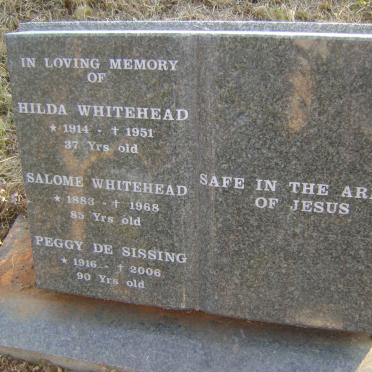 IN LOVING MEMORY
OF
HILDA WHITEHEAD
* 1914 - † 1951
37 Yrs old
SALOME WHITEHEAD
* 1883 - † 1968
85 Yrs old
PEGGY DE SISSING
* 1916 - † 2006
90 Yrs old
SAFE IN THE AR
OF JESUS